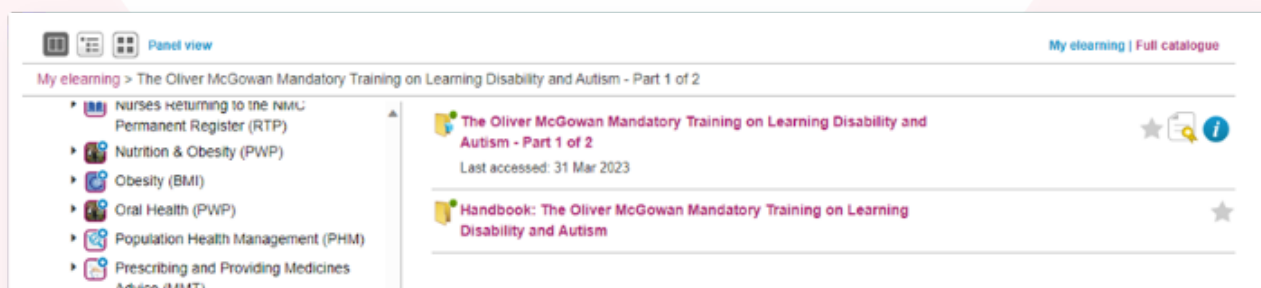 Panel view
My elearning | Full catalogue
My elearning > The Oliver McGowan Mandatory Training on Learning Disability and Autism - Part 1 of 2
Nurses Returning to the NMC
Permanent Register (RTP)
Nutrition & Obesity (PWP)
Obesity (BMI)
Oral Health (PWP)
Population Health Management (PHM)
Prescribing and Providing Medicines
Advice (MMT)
The Oliver McGowan Mandatory Training on Learning Disability and
Autism - Part 1 of 2
Last accessed: 31 Mar 2023
Handbook: The Oliver McGowan Mandatory Training on Learning
Disability and Autism